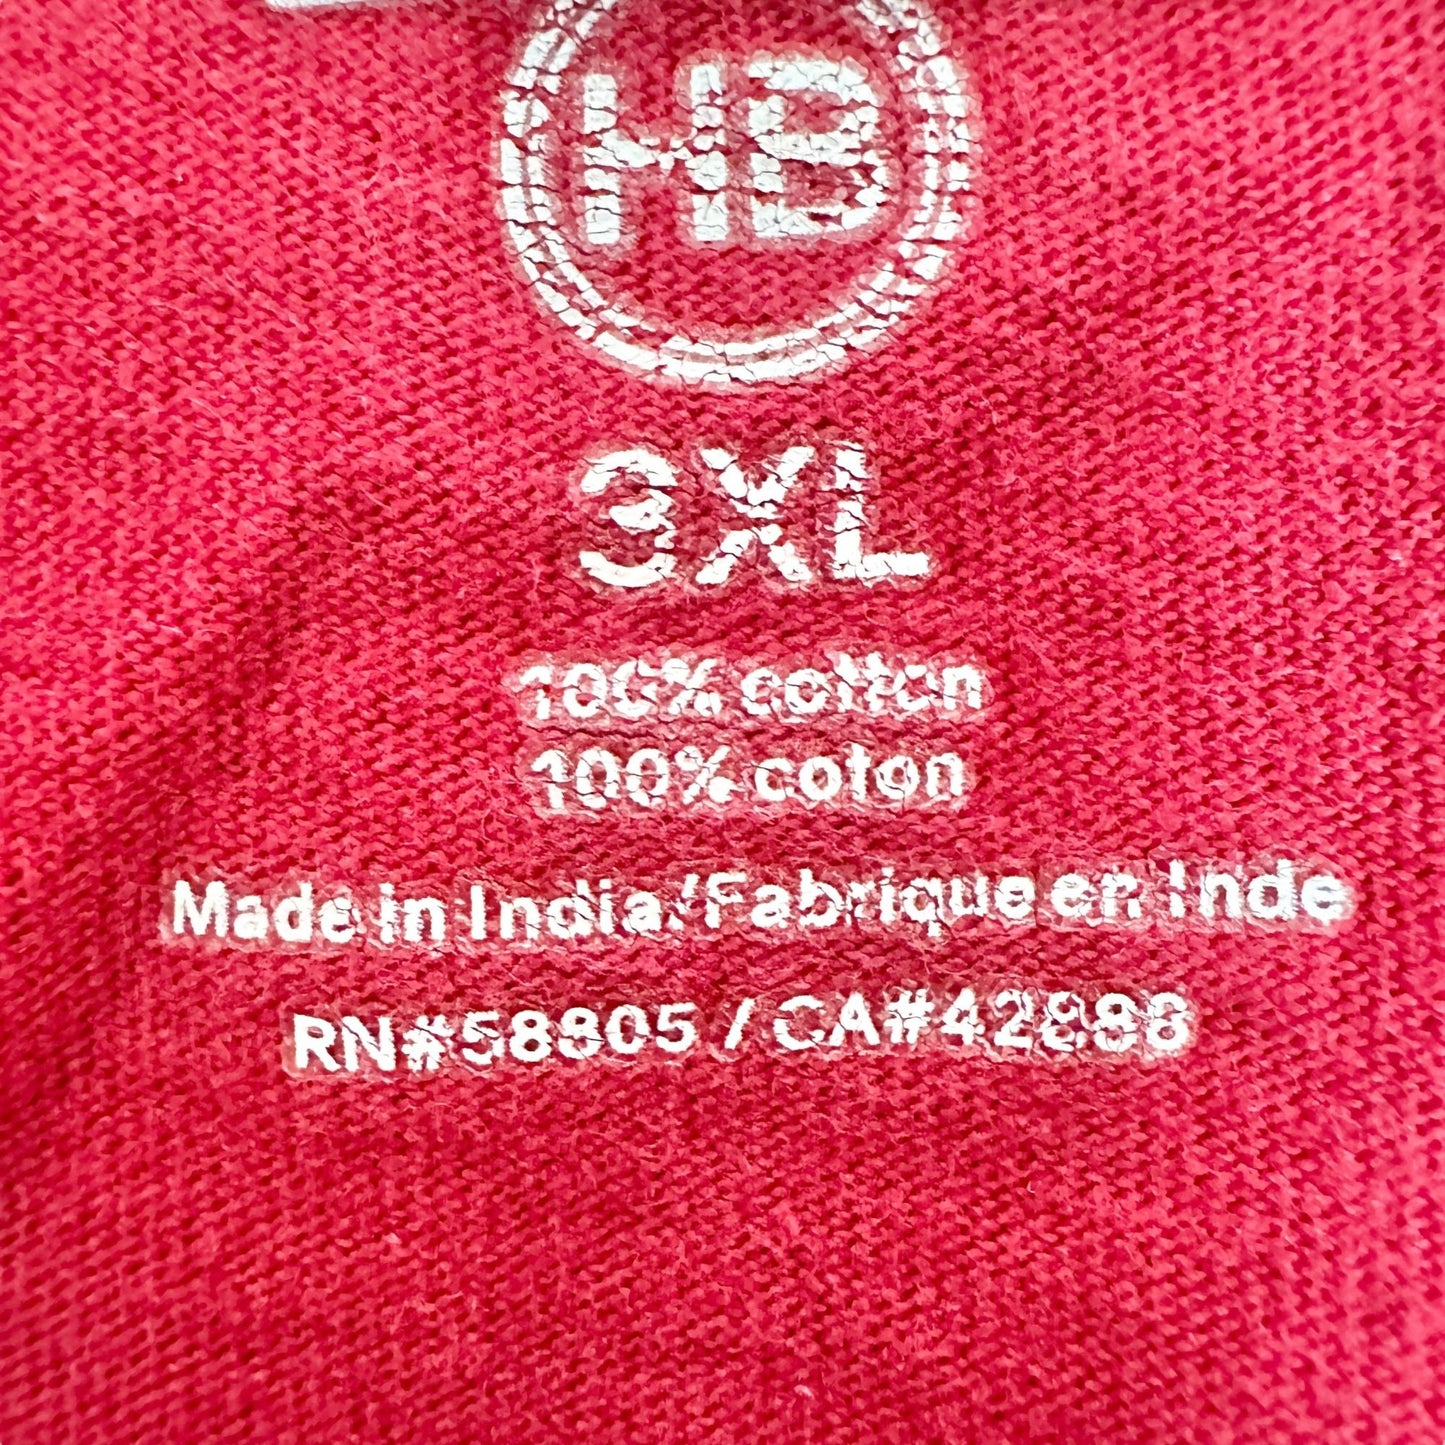 HB
3XL
100% cotton
100% coton
Made in India/Fabrique en Inde
RN#58805 / CA#42888